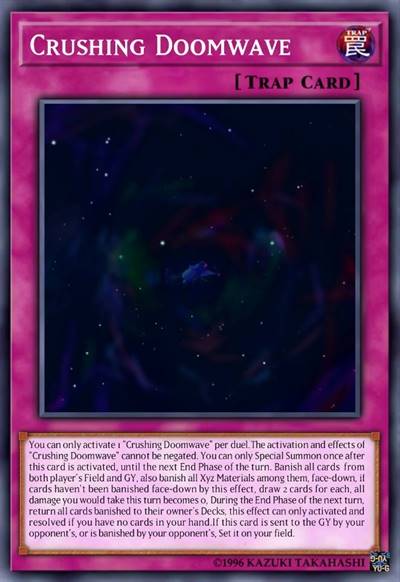 Crushing Doomwave
TRAP
罠
[Trap Card]
You can only activate 1 "Crushing Doomwave" per duel.The activation and effects of
"Crushing Doomwave" cannot be negated. You can only Special Summon once after
this card is activated, until the next End Phase of the turn. Banish all cards from
both player's Field and GY, also banish all Xyz Materials among them, face-down, if
cards haven't been banished face-down by this effect, draw 2 cards for each, all
damage you would take this turn becomes 0, During the End Phase of the next turn,
return all cards banished to their owner's Decks, this effect can only activated and
resolved if you have no cards in your hand.If this card is sent to the GY by your
opponent's, or is banished by your opponent's, Set it on your field.
©1996 KAZUKI TAKAHASHI